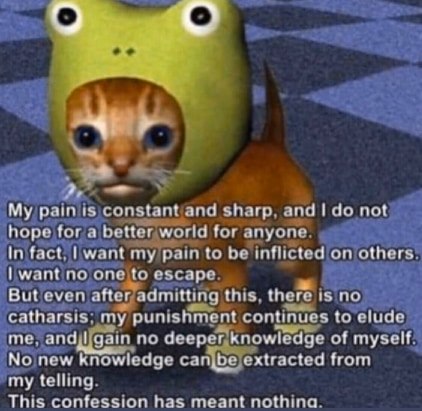 My pain is constant and sharp, and I do not
hope for a better world for anyone.
In fact, I want my pain to be inflicted on others.
I want no one to escape.
But even after admitting this, there is no
catharsis; my punishment continues to elude
me, and I gain no deeper knowledge of myself.
No new knowledge can be extracted from
my telling.
This confession has meant nothing.